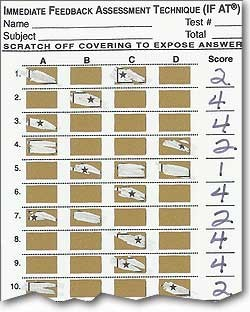 IMMEDIATE FEEDBACK ASSESSMENT TECHNIQUE (IF AT®)
Name Test #
Subject Total
SCRATCH OFF COVERING TO EXPOSE ANSWER
A B C D Score
1. 2
2. 4
3. 4
4. 2
5. 1
6. 4
7. 2
8. 4
9. 4
10. 2